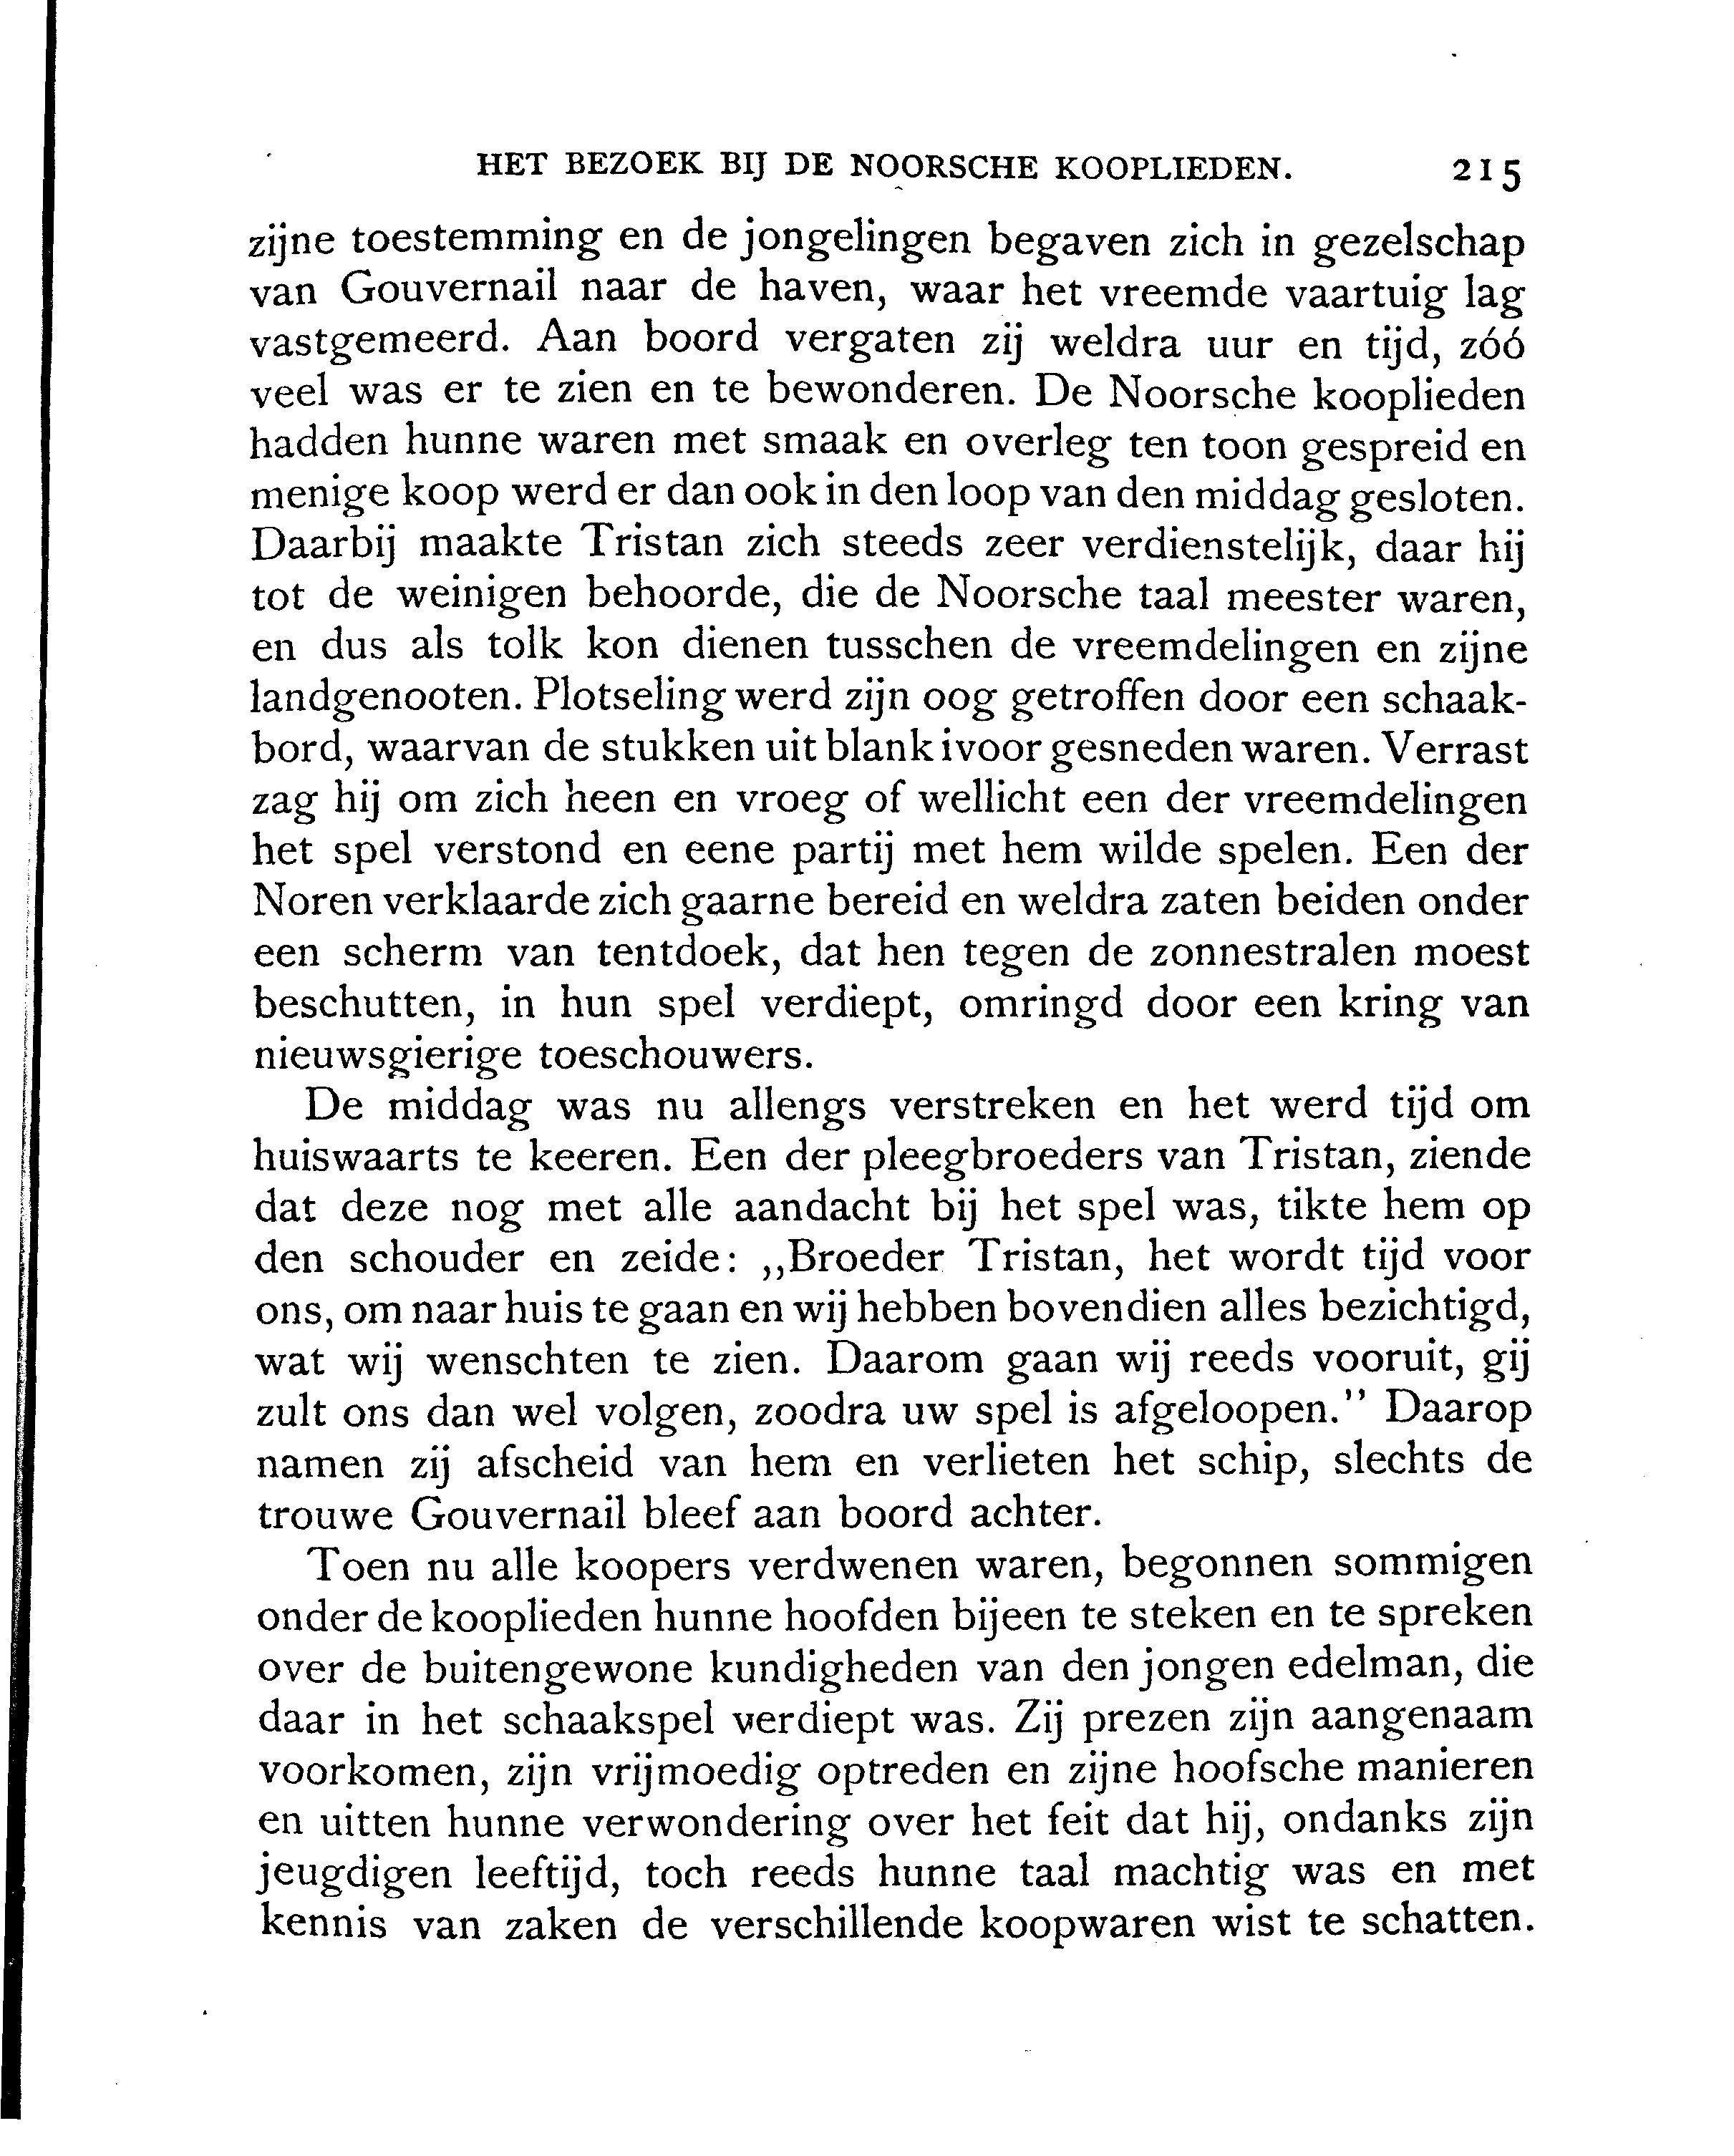 HET BEZOEK BIJ DE NOORSCHE KOOPLIEDEN. 215
zijne toestemming en de jongelingen begaven zich in gezelschap
van Gouvernail naar de haven, waar het vreemde vaartuig lag
vastgemeerd. Aan boord vergaten zij weldra uur en tijd, zóó
veel was er te zien en te bewonderen. De Noorsche kooplieden
hadden hunne waren met smaak en overleg ten toon gespreid en
menige koop werd er dan ook in den loop van den middag gesloten.
Daarbij maakte Tristan zich steeds zeer verdienstelijk, daar hij
tot de weinigen behoorde, die de Noorsche taal meester waren,
en dus als tolk kon dienen tusschen de vreemdelingen en zijne
landgenooten. Plotseling werd zijn oog getroffen door een schaak-
bord, waarvan de stukken uit blank ivoor gesneden waren. Verrast
zag hij om zich heen en vroeg of wellicht een der vreemdelingen
het spel verstond en eene partij met hem wilde spelen. Een der
Noren verklaarde zich gaarne bereid en weldra zaten beiden onder
een scherm van tentdoek, dat hen tegen de zonnestralen moest
beschutten, in hun spel verdiept, omringd door een kring van
nieuwsgierige toeschouwers.
De middag was nu allengs verstreken en het werd tijd om
huiswaarts te keeren. Een der pleegbroeders van Tristan, ziende
dat deze nog met alle aandacht bij het spel was, tikte hem op
den schouder en zeide: „Broeder Tristan, het wordt tijd voor
ons, om naar huis te gaan en wij hebben bovendien alles bezichtigd,
wat wij wenschten te zien. Daarom gaan wij reeds vooruit, gij
zult ons dan wel volgen, zoodra uw spel is afgeloopen.” Daarop
namen zij afscheid van hem en verlieten het schip, slechts de
trouwe Gouvernail bleef aan boord achter.
Toen nu alle koopers verdwenen waren, begonnen sommigen
onder de kooplieden hunne hoofden bijeen te steken en te spreken
over de buitengewone kundigheden van den jongen edelman, die
daar in het schaakspel verdiept was. Zij prezen zijn aangenaam
voorkomen, zijn vrijmoedig optreden en zijne hoofsche manieren
en uitten hunne verwondering over het feit dat hij, ondanks zijn
jeugdigen leeftijd, toch reeds hunne taal machtig was en met
kennis van zaken de verschillende koopwaren wist te schatten.